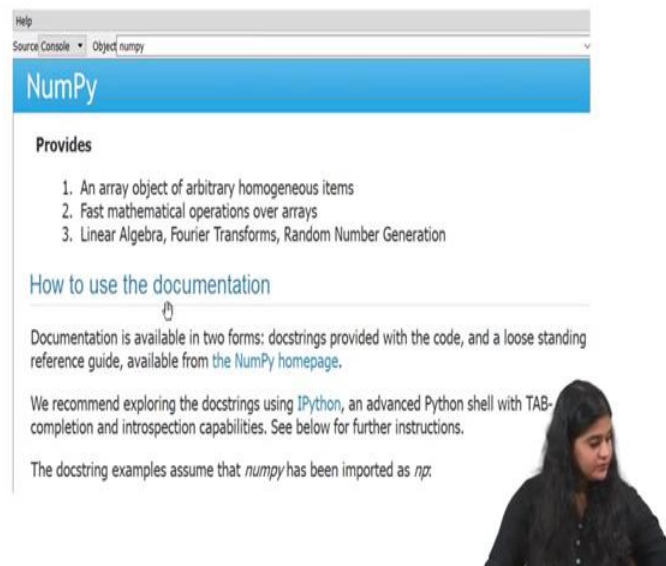 Help
Source Console Object numpy
NumPy
Provides
1. An array object of arbitrary homogeneous items
2. Fast mathematical operations over arrays
3. Linear Algebra, Fourier Transforms, Random Number Generation
How to use the documentation
Documentation is available in two forms: docstrings provided with the code, and a loose standing
reference guide, available from the NumPy homepage.
We recommend exploring the docstrings using IPython, an advanced Python shell with TAB-
completion and introspection capabilities. See below for further instructions.
The docstring examples assume that numpy has been imported as np: